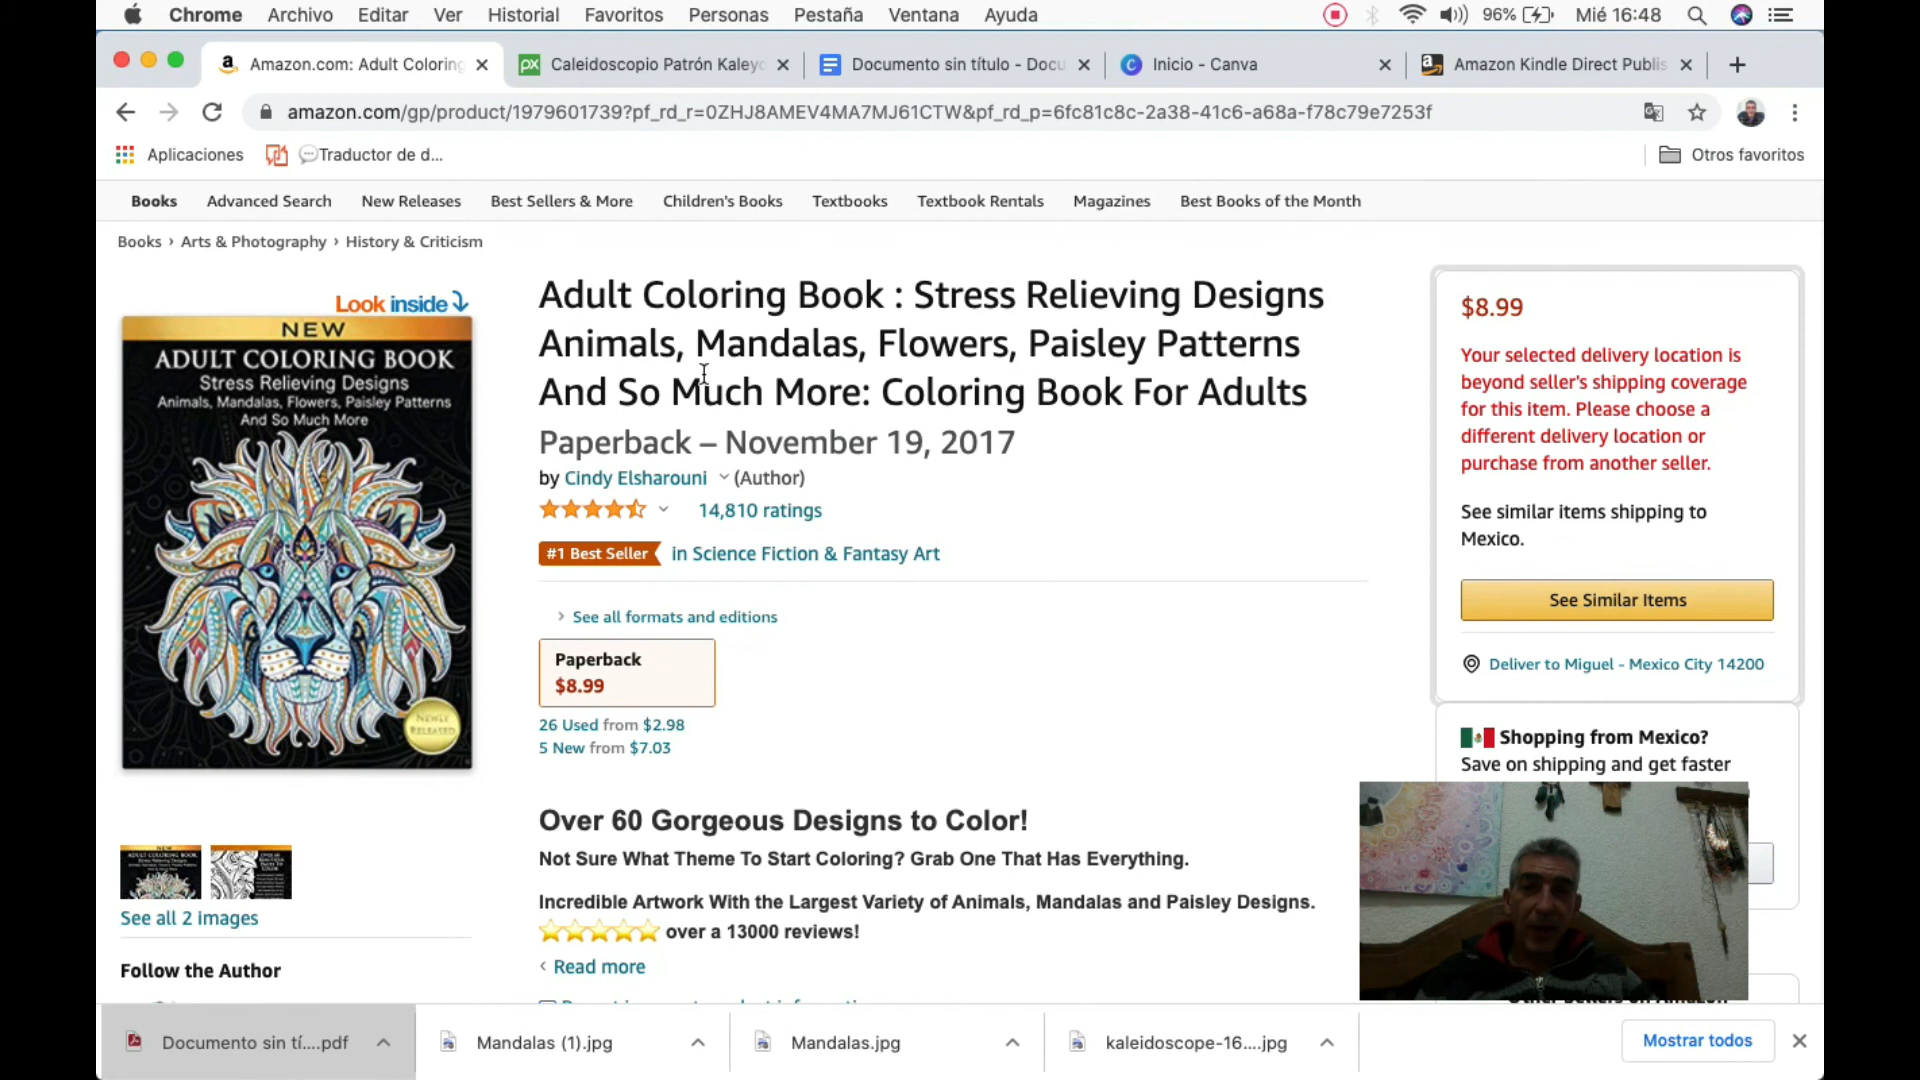 Chrome Archivo Editar Ver Historial Favoritos Personas Pestaña Ventana Ayuda 96% Mié 16:48
Amazon.com: Adult Coloring
px Caleidoscopio Patrón Kaleyc
Documento sin título - Docu
C Inicio - Canva
Amazon Kindle Direct Publis
amazon.com/gp/product/1979601739?pf_rd_r=0ZHJ8AMEV4MA7MJ61CTW&pf_rd_p=6fc81c8c-2a38-41c6-a68a-f78c79e7253f
Aplicaciones Traductor de d... Otros favoritos
Books Advanced Search New Releases Best Sellers & More Children's Books Textbooks Textbook Rentals Magazines Best Books of the Month
Books › Arts & Photography › History & Criticism
Look inside
NEW
ADULT COLORING BOOK
Stress Relieving Designs
Animals, Mandalas, Flowers, Paisley Patterns
And So Much More
NEWLY
RELEASED
See all 2 images
Follow the Author
Adult Coloring Book : Stress Relieving Designs
Animals, Mandalas, Flowers, Paisley Patterns
And So Much More: Coloring Book For Adults
Paperback – November 19, 2017
by Cindy Elsharouni (Author)
14,810 ratings
#1 Best Seller in Science Fiction & Fantasy Art
› See all formats and editions
Paperback
$8.99
26 Used from $2.98
5 New from $7.03
Over 60 Gorgeous Designs to Color!
Not Sure What Theme To Start Coloring? Grab One That Has Everything.
Incredible Artwork With the Largest Variety of Animals, Mandalas and Paisley Designs.
over a 13000 reviews!
‹ Read more
$8.99
Your selected delivery location is
beyond seller's shipping coverage
for this item. Please choose a
different delivery location or
purchase from another seller.
See similar items shipping to
Mexico.
See Similar Items
Deliver to Miguel - Mexico City 14200
Shopping from Mexico?
Save on shipping and get faster
Documento sin tí....pdf
Mandalas (1).jpg
Mandalas.jpg
kaleidoscope-16....jpg
Mostrar todos